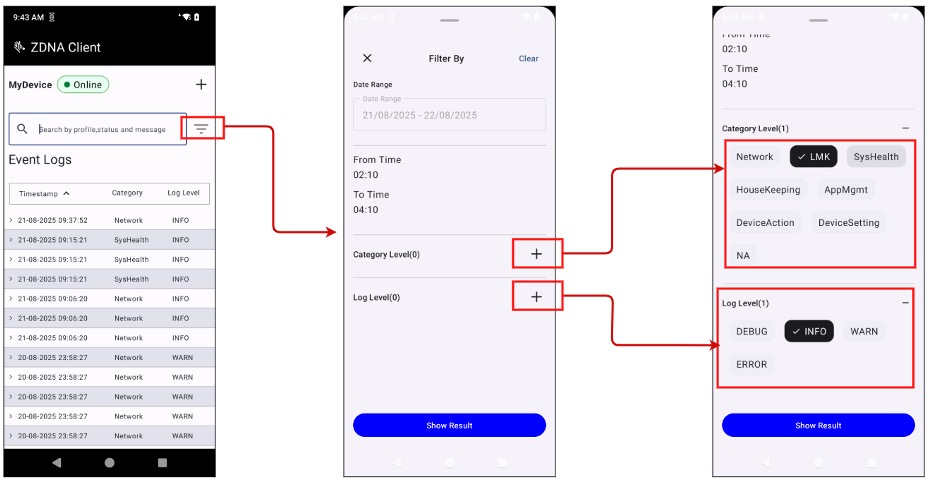 9:43 AM
ZDNA Client
MyDevice
Online
Search by profile,status and message
Event Logs
Timestamp Category Log Level
21-08-2025 09:37:52 Network INFO
21-08-2025 09:15:21 SysHealth INFO
21-08-2025 09:15:21 SysHealth INFO
21-08-2025 09:15:21 SysHealth INFO
21-08-2025 09:06:20 Network INFO
21-08-2025 09:06:20 Network INFO
21-08-2025 09:06:20 Network INFO
20-08-2025 23:58:27 Network WARN
20-08-2025 23:58:27 Network WARN
20-08-2025 23:58:27 Network WARN
20-08-2025 23:58:27 Network WARN
20-08-2025 23:58:27 Network WARN
Filter By
Clear
Date Range
Date Range
21/08/2025 - 22/08/2025
From Time
02:10
To Time
04:10
Category Level(0)
Log Level(0)
Show Result
From Time
02:10
To Time
04:10
Category Level(1)
Network LMK SysHealth
HouseKeeping AppMgmt
DeviceAction DeviceSetting
NA
Log Level(1)
DEBUG INFO WARN
ERROR
Show Result